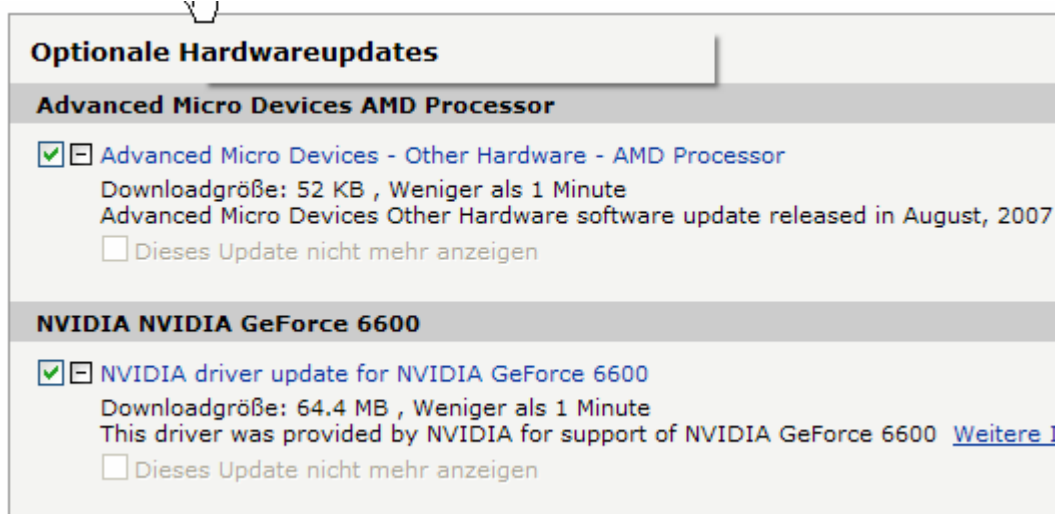 Optionale Hardwareupdates
Advanced Micro Devices AMD Processor
Advanced Micro Devices - Other Hardware - AMD Processor
Downloadgröße: 52 KB , Weniger als 1 Minute
Advanced Micro Devices Other Hardware software update released in August, 2007
Dieses Update nicht mehr anzeigen
NVIDIA NVIDIA GeForce 6600
NVIDIA driver update for NVIDIA GeForce 6600
Downloadgröße: 64.4 MB , Weniger als 1 Minute
This driver was provided by NVIDIA for support of NVIDIA GeForce 6600 Weitere
Dieses Update nicht mehr anzeigen